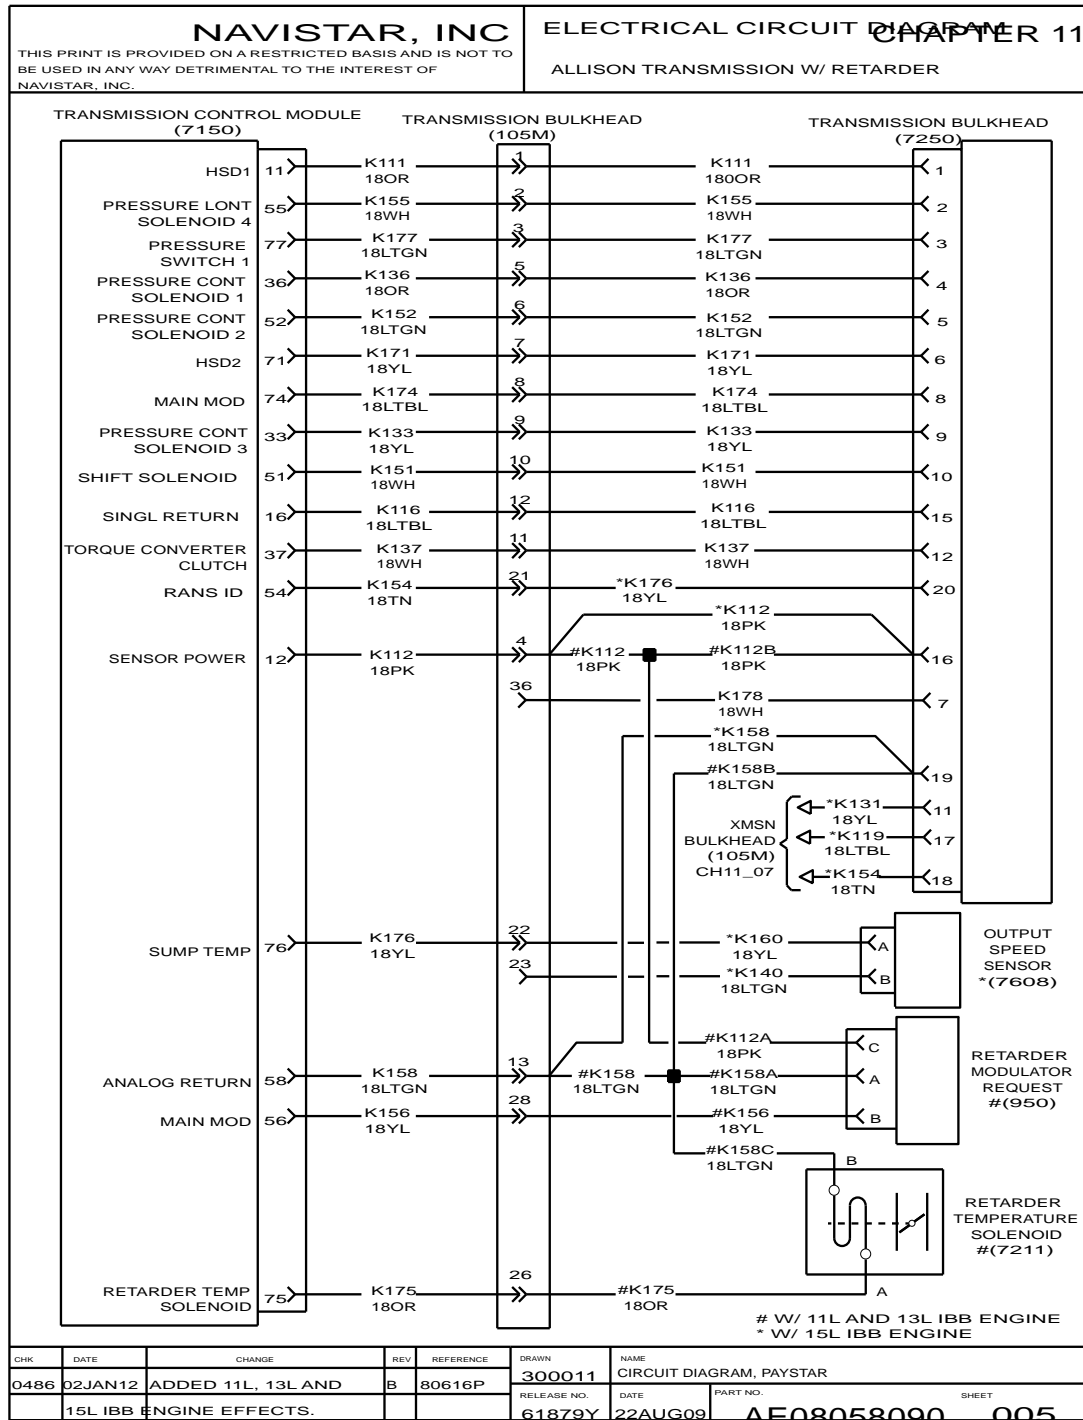 NAVISTAR, INC
THIS PRINT IS PROVIDED ON A RESTRICTED BASIS AND IS NOT TO
BE USED IN ANY WAY DETRIMENTAL TO THE INTEREST OF
NAVISTAR, INC.
ELECTRICAL CIRCUIT DIAGRAM
CHAPTER 11
ALLISON TRANSMISSION W/ RETARDER
TRANSMISSION CONTROL MODULE
(7150)
TRANSMISSION BULKHEAD
(105M)
TRANSMISSION BULKHEAD
(7250)
HSD1 11 K111 1 K111 1
18OR 180OR
PRESSURE LONT 55 K155 2 K155 2
SOLENOID 4 18WH 18WH
PRESSURE 77 K177 3 K177 3
SWITCH 1 18LTGN 18LTGN
PRESSURE CONT 36 K136 5 K136 4
SOLENOID 1 18OR 18OR
PRESSURE CONT 52 K152 6 K152 5
SOLENOID 2 18LTGN 18LTGN
HSD2 71 K171 7 K171 6
18YL 18YL
MAIN MOD 74 K174 8 K174 8
18LTBL 18LTBL
PRESSURE CONT 33 K133 9 K133 9
SOLENOID 3 18YL 18YL
SHIFT SOLENOID 51 K151 10 K151 10
18WH 18WH
SINGL RETURN 16 K116 12 K116 15
18LTBL 18LTBL
TORQUE CONVERTER 37 K137 11 K137 12
CLUTCH 18WH 18WH
RANS ID 54 K154 21 *K176 20
18TN 18YL
*K112
18PK
SENSOR POWER 12 K112 4 #K112 #K112B 16
18PK 18PK 18PK
36 K178 7
18WH
*K158
18LTGN
#K158B 19
18LTGN
*K131 11
18YL
*K119 17
18LTBL
*K154 18
18TN
XMSN
BULKHEAD
(105M)
CH11_07
SUMP TEMP 76 K176 22 *K160 A
18YL 18YL
23 *K140 B
18LTGN
OUTPUT
SPEED
SENSOR
*(7608)
#K112A C
18PK
ANALOG RETURN 58 K158 13 #K158 #K158A A
18LTGN 18LTGN 18LTGN
MAIN MOD 56 K156 28 #K156 B
18YL 18YL
RETARDER
MODULATOR
REQUEST
#(950)
#K158C B
18LTGN
RETARDER
TEMPERATURE
SOLENOID
#(7211)
RETARDER TEMP 75 K175 26 #K175 A
SOLENOID 18OR 18OR
# W/ 11L AND 13L IBB ENGINE
* W/ 15L IBB ENGINE
CHK DATE CHANGE REV REFERENCE
0486 02JAN12 ADDED 11L, 13L AND B 80616P
15L IBB ENGINE EFFECTS.
DRAWN
300011
NAME
CIRCUIT DIAGRAM, PAYSTAR
RELEASE NO.
61879Y
DATE
22AUG09
PART NO.
AE08058090
SHEET
005